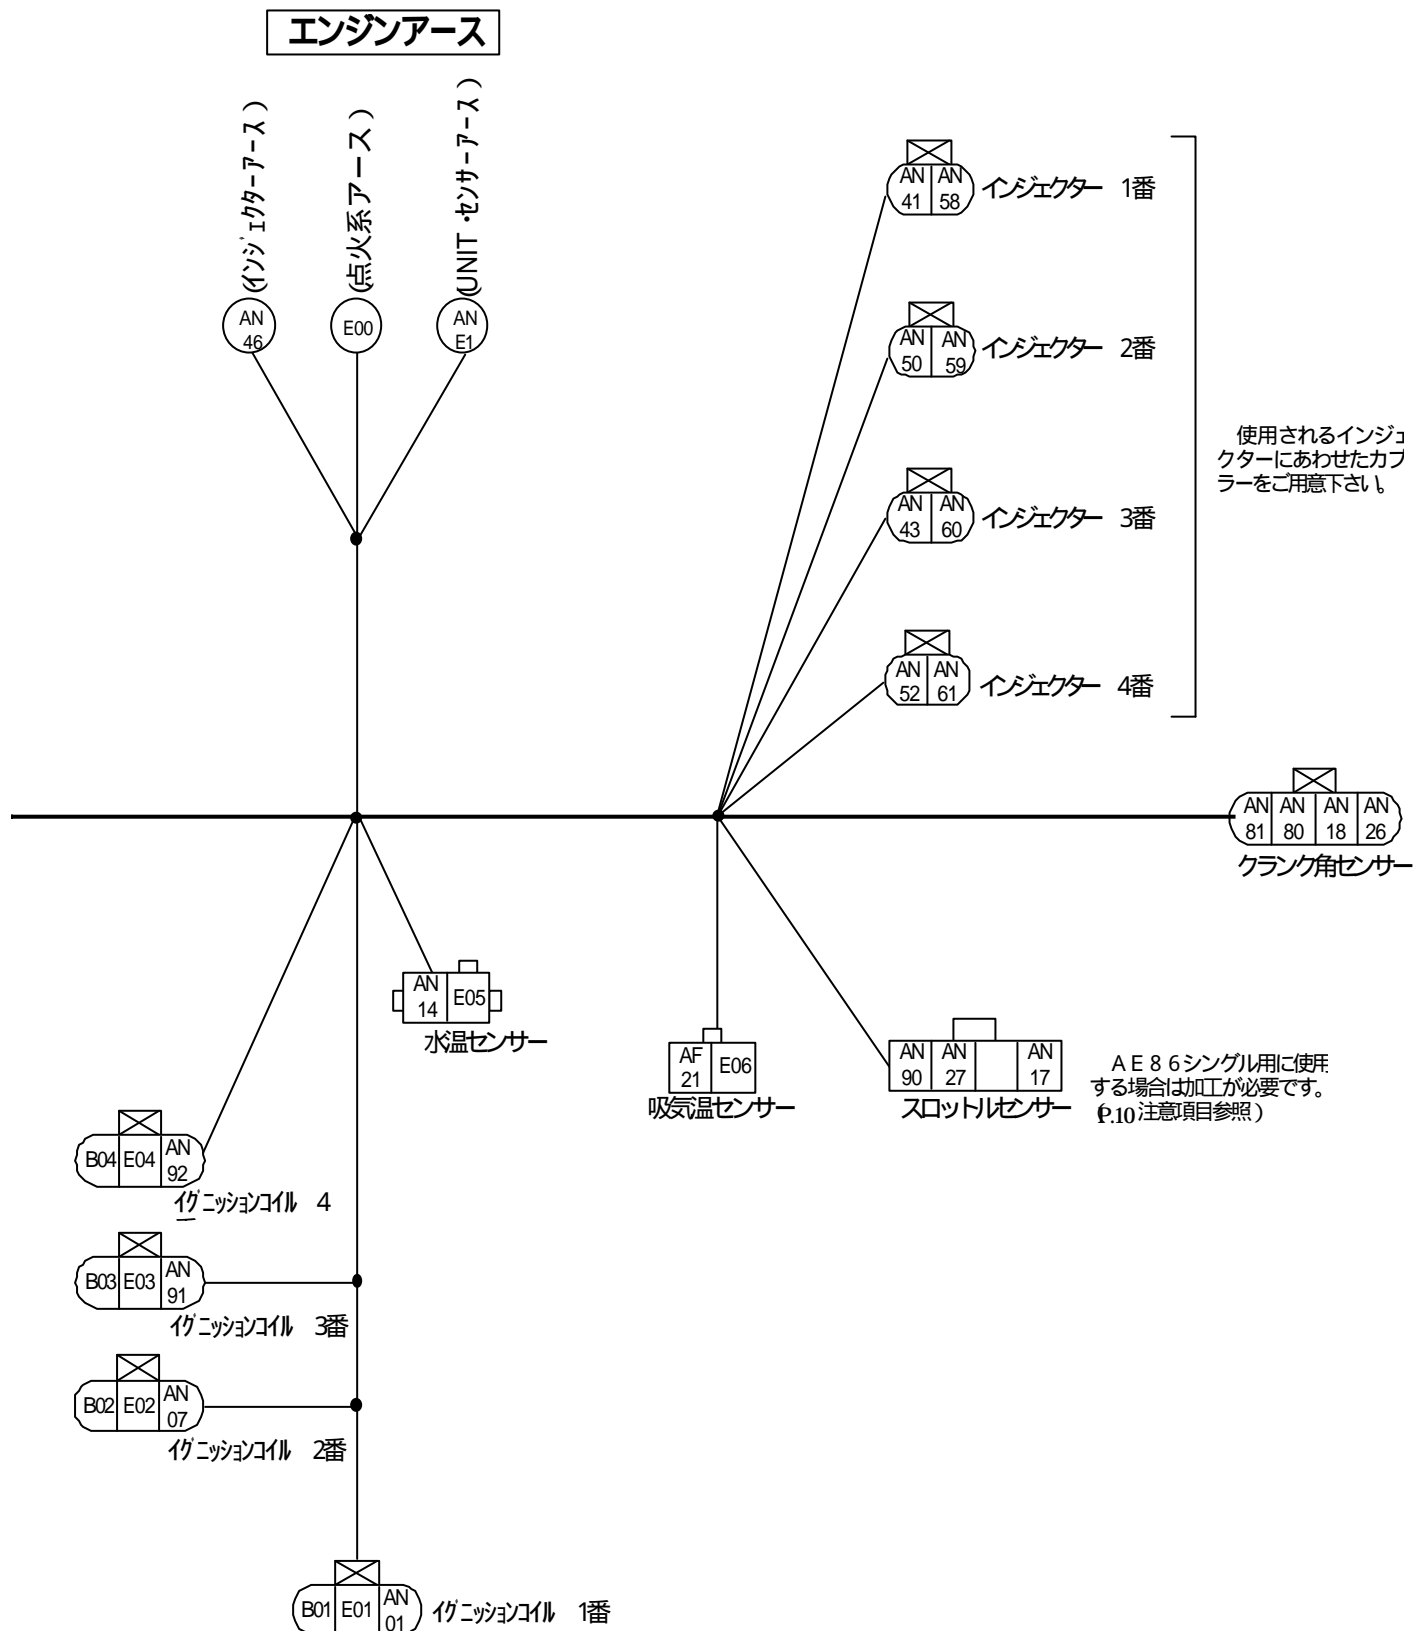 エンジンアース
(インジェクターアース)
(点火系アース)
(UNIT・センサーアース)
AN
46
E00
AN
E1
AN AN
41 58
インジェクター 1番
AN AN
50 59
インジェクター 2番
AN AN
43 60
インジェクター 3番
AN AN
52 61
インジェクター 4番
使用されるインジェ
クターにあわせたカプ
ラーをご用意下さい。
AN AN AN AN
81 80 18 26
クランク角センサー
AN
14 E05
水温センサー
AF
21 E06
吸気温センサー
AN AN AN
90 27 17
スロットルセンサー
AE86シングル用に使用
する場合は加工が必要です。
(P.10注意項目参照)
B04 E04 AN
92
イグニッションコイル 4
B03 E03 AN
91
イグニッションコイル 3番
B02 E02 AN
07
イグニッションコイル 2番
B01 E01 AN
01
イグニッションコイル 1番